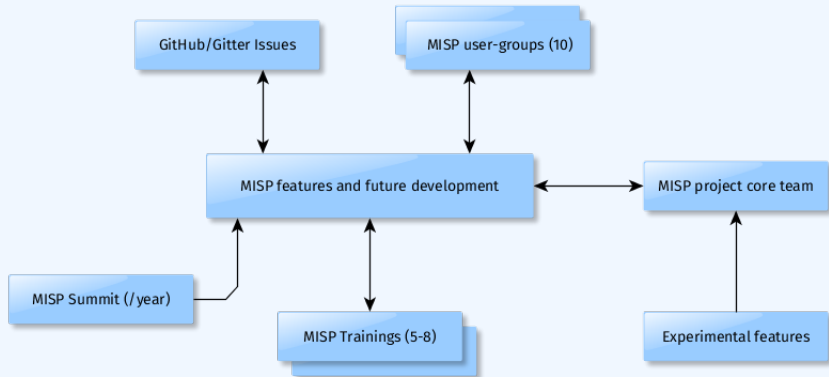 GitHub/Gitter Issues
MISP user-groups (10)
MISP features and future development
MISP project core team
MISP Summit (/year)
MISP Trainings (5-8)
Experimental features